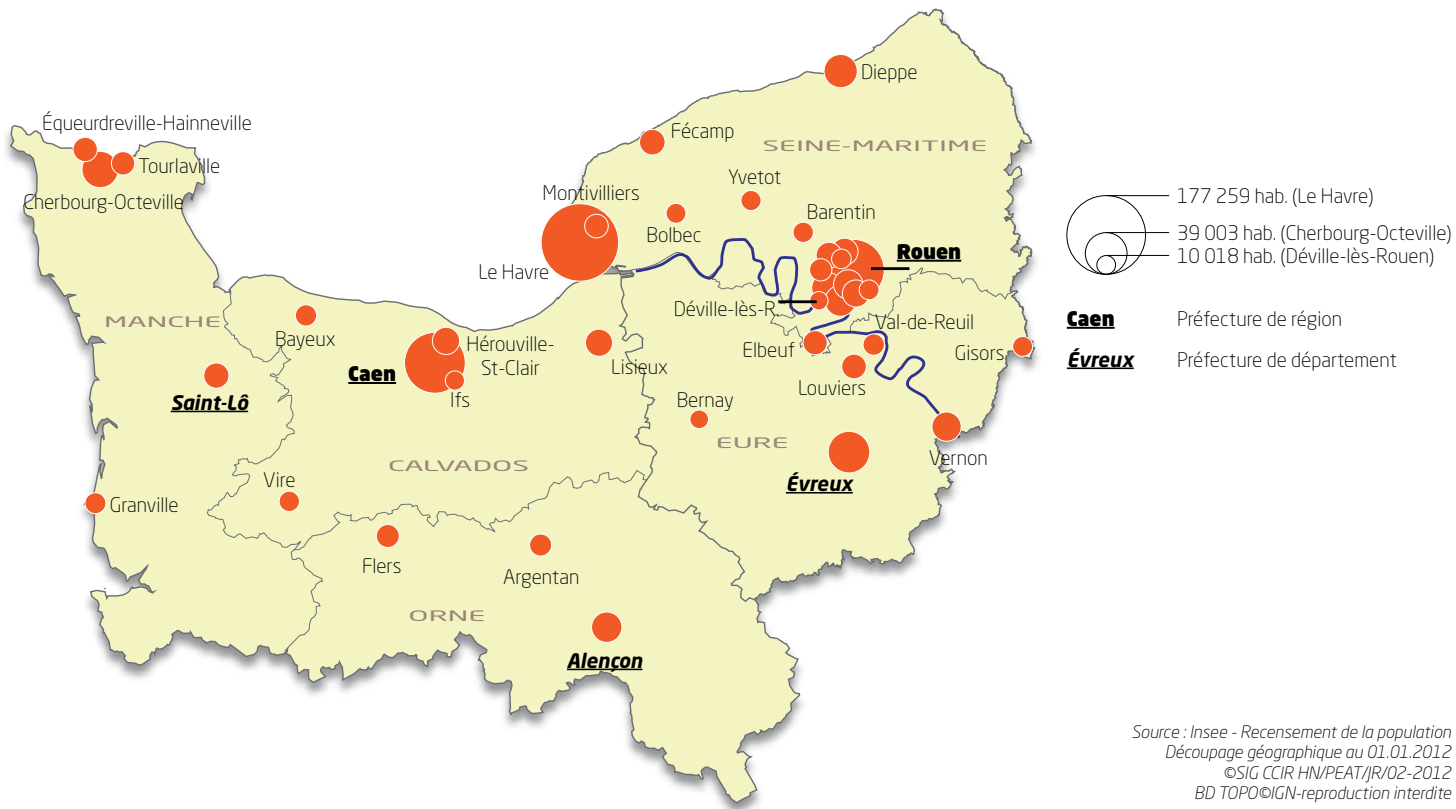 Dieppe
Équeurdreville-Hainneville
Fécamp
SEINE-MARITIME
Tourlaville
Yvetot
Cherbourg-Octeville
Montivilliers
Barentin
Bolbec
Rouen
Le Havre
Déville-lès-R.
MANCHE
Bayeux
Hérouville-
St-Clair
Elbeuf
Val-de-Reuil
Gisors
Caen
Lisieux
Louviers
Saint-Lô
Ifs
Bernay
EURE
CALVADOS
Vernon
Vire
Évreux
Granville
Flers
Argentan
ORNE
Alençon
177 259 hab. (Le Havre)
39 003 hab. (Cherbourg-Octeville)
10 018 hab. (Déville-lès-Rouen)
Caen Préfecture de région
Évreux Préfecture de département
Source : Insee - Recensement de la population
Découpage géographique au 01.01.2012
©SIG CCIR HN/PEAT/JR/02-2012
BD TOPO©IGN-reproduction interdite